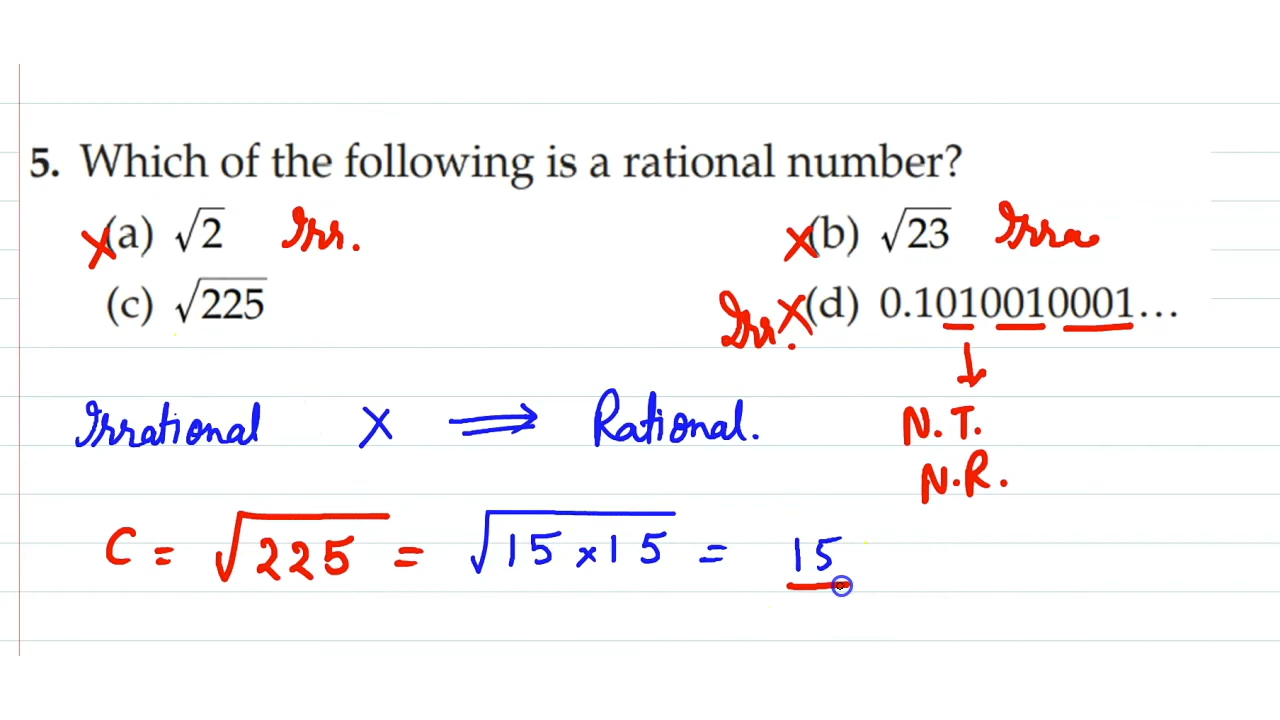 5. Which of the following is a rational number?
X (a) √2 Irr. X (b) √23 Irra
(c) √225 Irr. X (d) 0.1010010001...
Irrational X ⟹ Rational.
↓
N.T.
N.R.
C = √225 = √15×15 = 15